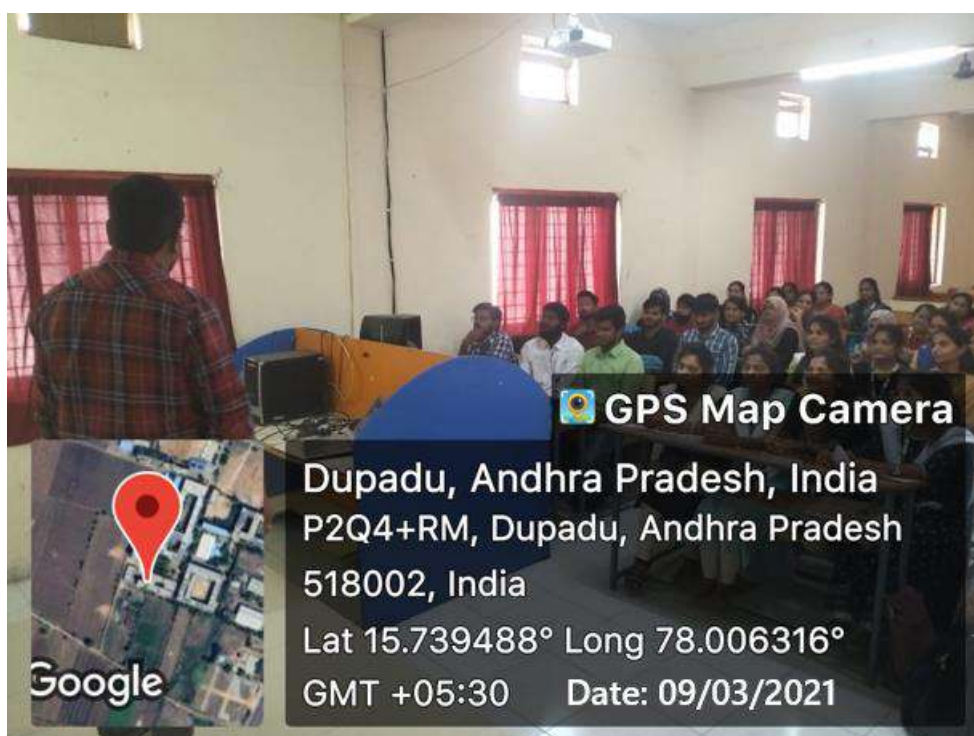 GPS Map Camera
Dupadu, Andhra Pradesh, India
P2Q4+RM, Dupadu, Andhra Pradesh
518002, India
Lat 15.739488° Long 78.006316°
GMT +05:30 Date: 09/03/2021
Google